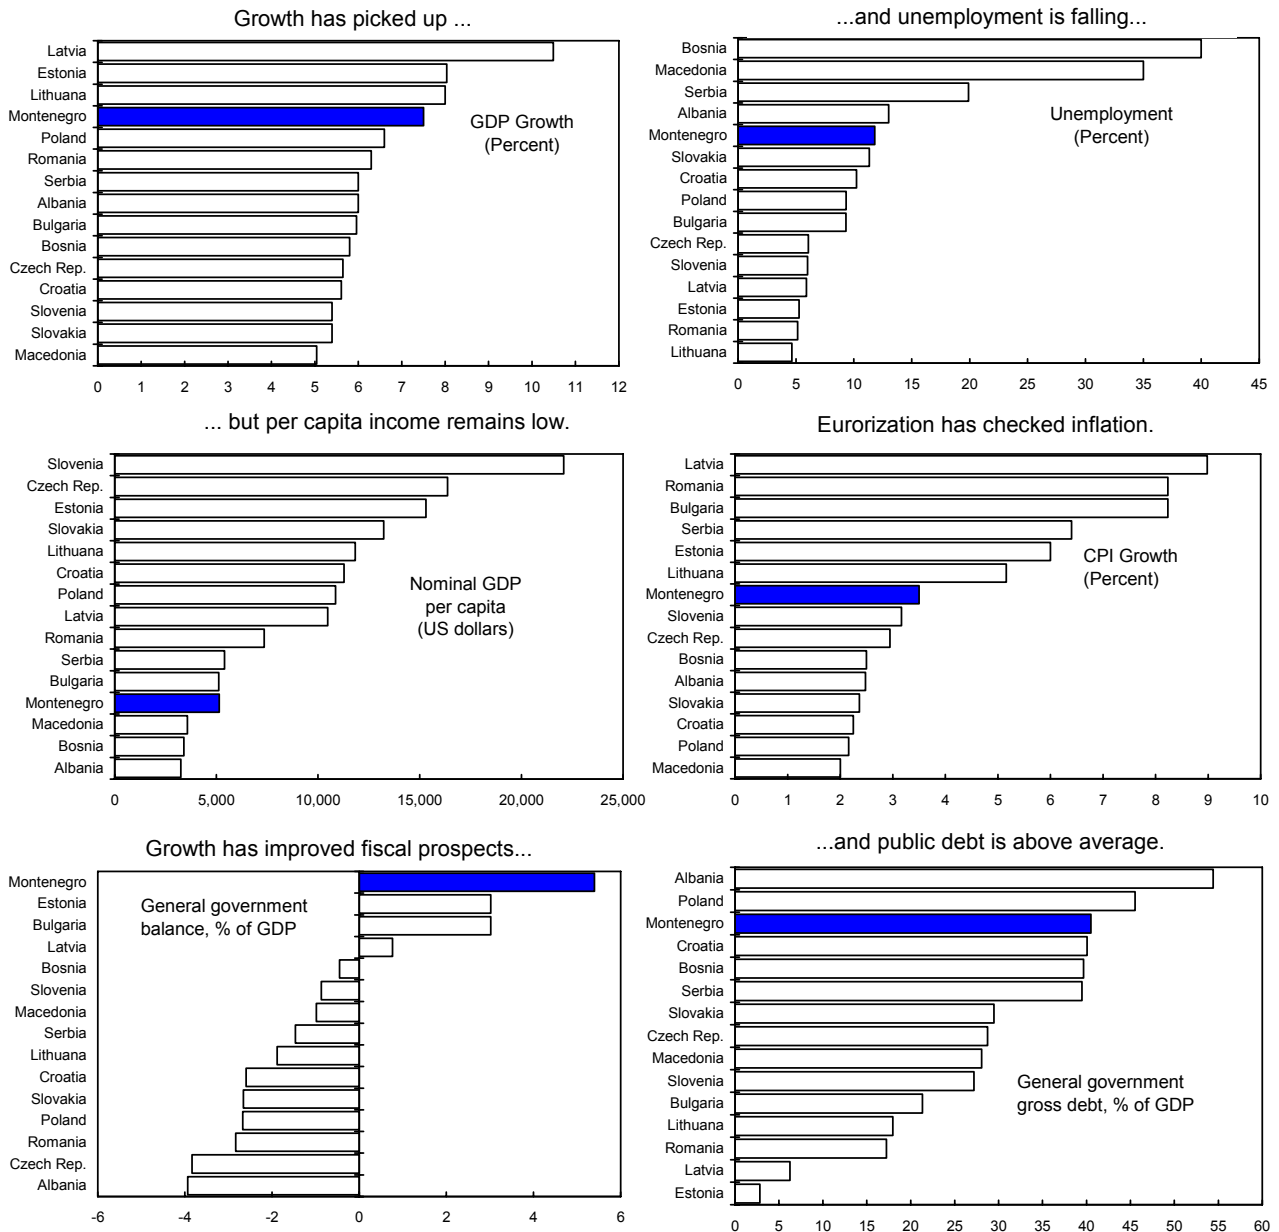 Growth has picked up ...
Latvia
Estonia
Lithuana
Montenegro
Poland
Romania
Serbia
Albania
Bulgaria
Bosnia
Czech Rep.
Croatia
Slovenia
Slovakia
Macedonia
GDP Growth
(Percent)
0 1 2 3 4 5 6 7 8 9 10 11 12
...and unemployment is falling...
Bosnia
Macedonia
Serbia
Albania
Montenegro
Slovakia
Croatia
Poland
Bulgaria
Czech Rep.
Slovenia
Latvia
Estonia
Romania
Lithuana
Unemployment
(Percent)
0 5 10 15 20 25 30 35 40 45
... but per capita income remains low.
Slovenia
Czech Rep.
Estonia
Slovakia
Lithuana
Croatia
Poland
Latvia
Romania
Serbia
Bulgaria
Montenegro
Macedonia
Bosnia
Albania
Nominal GDP
per capita
(US dollars)
0 5,000 10,000 15,000 20,000 25,000
Eurorization has checked inflation.
Latvia
Romania
Bulgaria
Serbia
Estonia
Lithuana
Montenegro
Slovenia
Czech Rep.
Bosnia
Albania
Slovakia
Croatia
Poland
Macedonia
CPI Growth
(Percent)
0 1 2 3 4 5 6 7 8 9 10
Growth has improved fiscal prospects...
Montenegro
Estonia
Bulgaria
Latvia
Bosnia
Slovenia
Macedonia
Serbia
Lithuana
Croatia
Slovakia
Poland
Romania
Czech Rep.
Albania
General government
balance, % of GDP
-6 -4 -2 0 2 4 6
...and public debt is above average.
Albania
Poland
Montenegro
Croatia
Bosnia
Serbia
Slovakia
Czech Rep.
Macedonia
Slovenia
Bulgaria
Lithuana
Romania
Latvia
Estonia
General government
gross debt, % of GDP
0 5 10 15 20 25 30 35 40 45 50 55 60